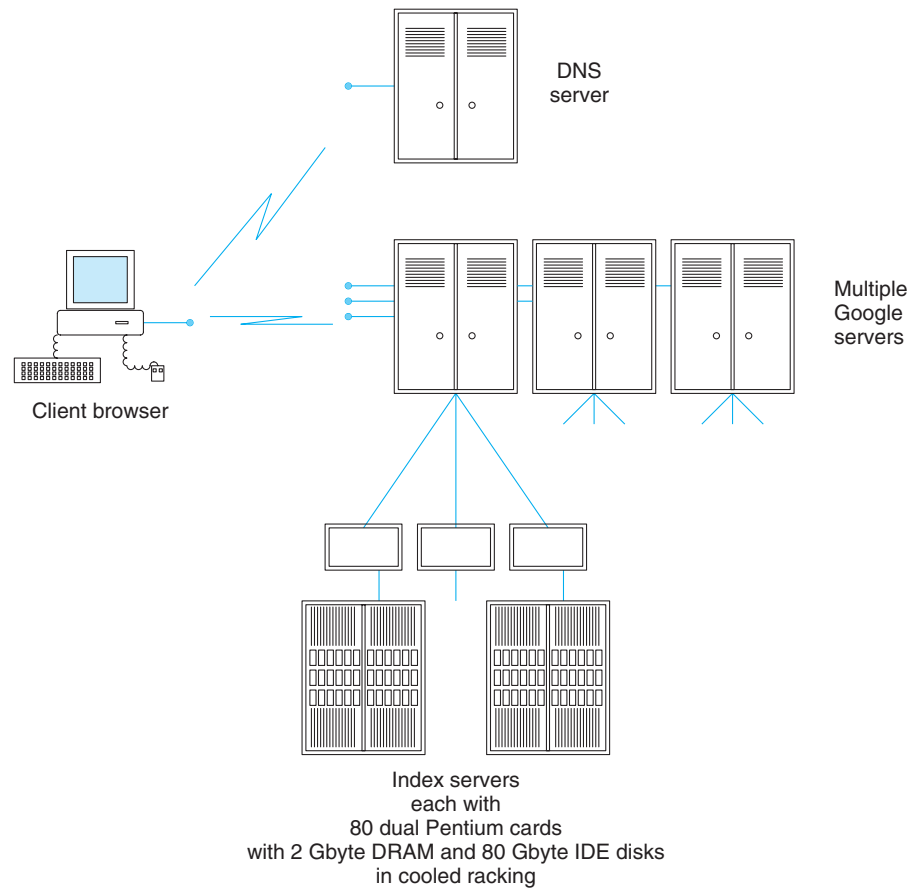 DNS
server
Multiple
Google
servers
Client browser
Index servers
each with
80 dual Pentium cards
with 2 Gbyte DRAM and 80 Gbyte IDE disks
in cooled racking